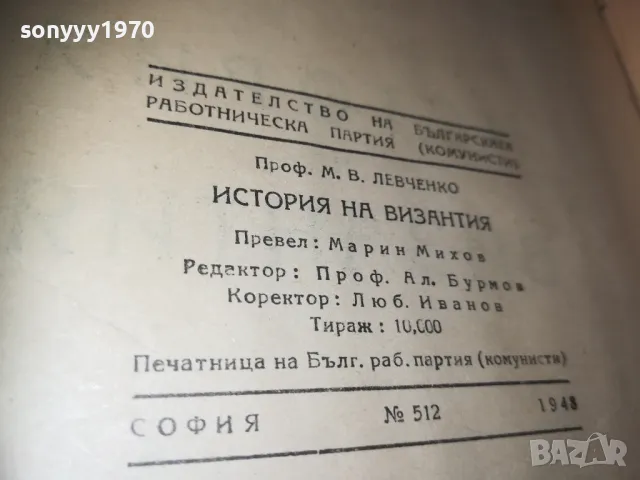 sonyyy1970
ИЗДАТЕЛСТВО НА БЪЛГАРСКАТА
РАБОТНИЧЕСКА ПАРТИЯ (КОМУНИСТИ)
Проф. М. В. ЛЕВЧЕНКО
ИСТОРИЯ НА ВИЗАНТИЯ
Превел: Марин Михов
Редактор: Проф. Ал. Бурмов
Коректор: Люб. Иванов
Тираж: 10,000
Печатница на Бълг. раб. партия (комунисти)
СОФИЯ № 512 1948
BAZAR